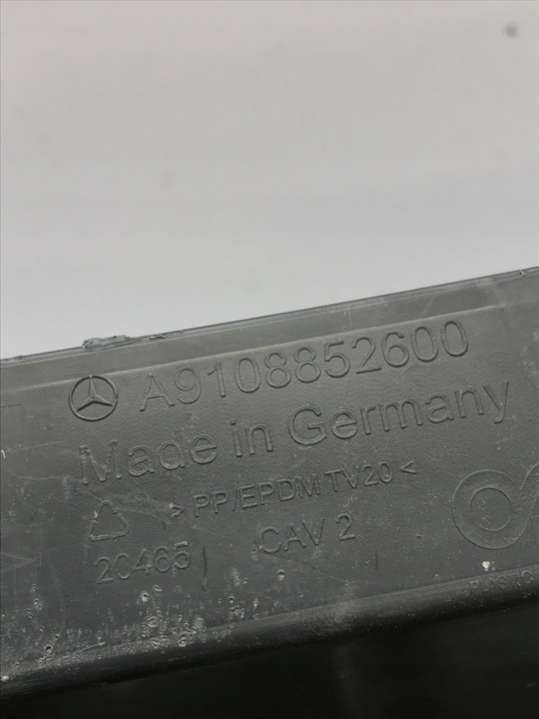 A9108852600
Made in Germany
>PP/EPDM TV20<
20465
CAV 2